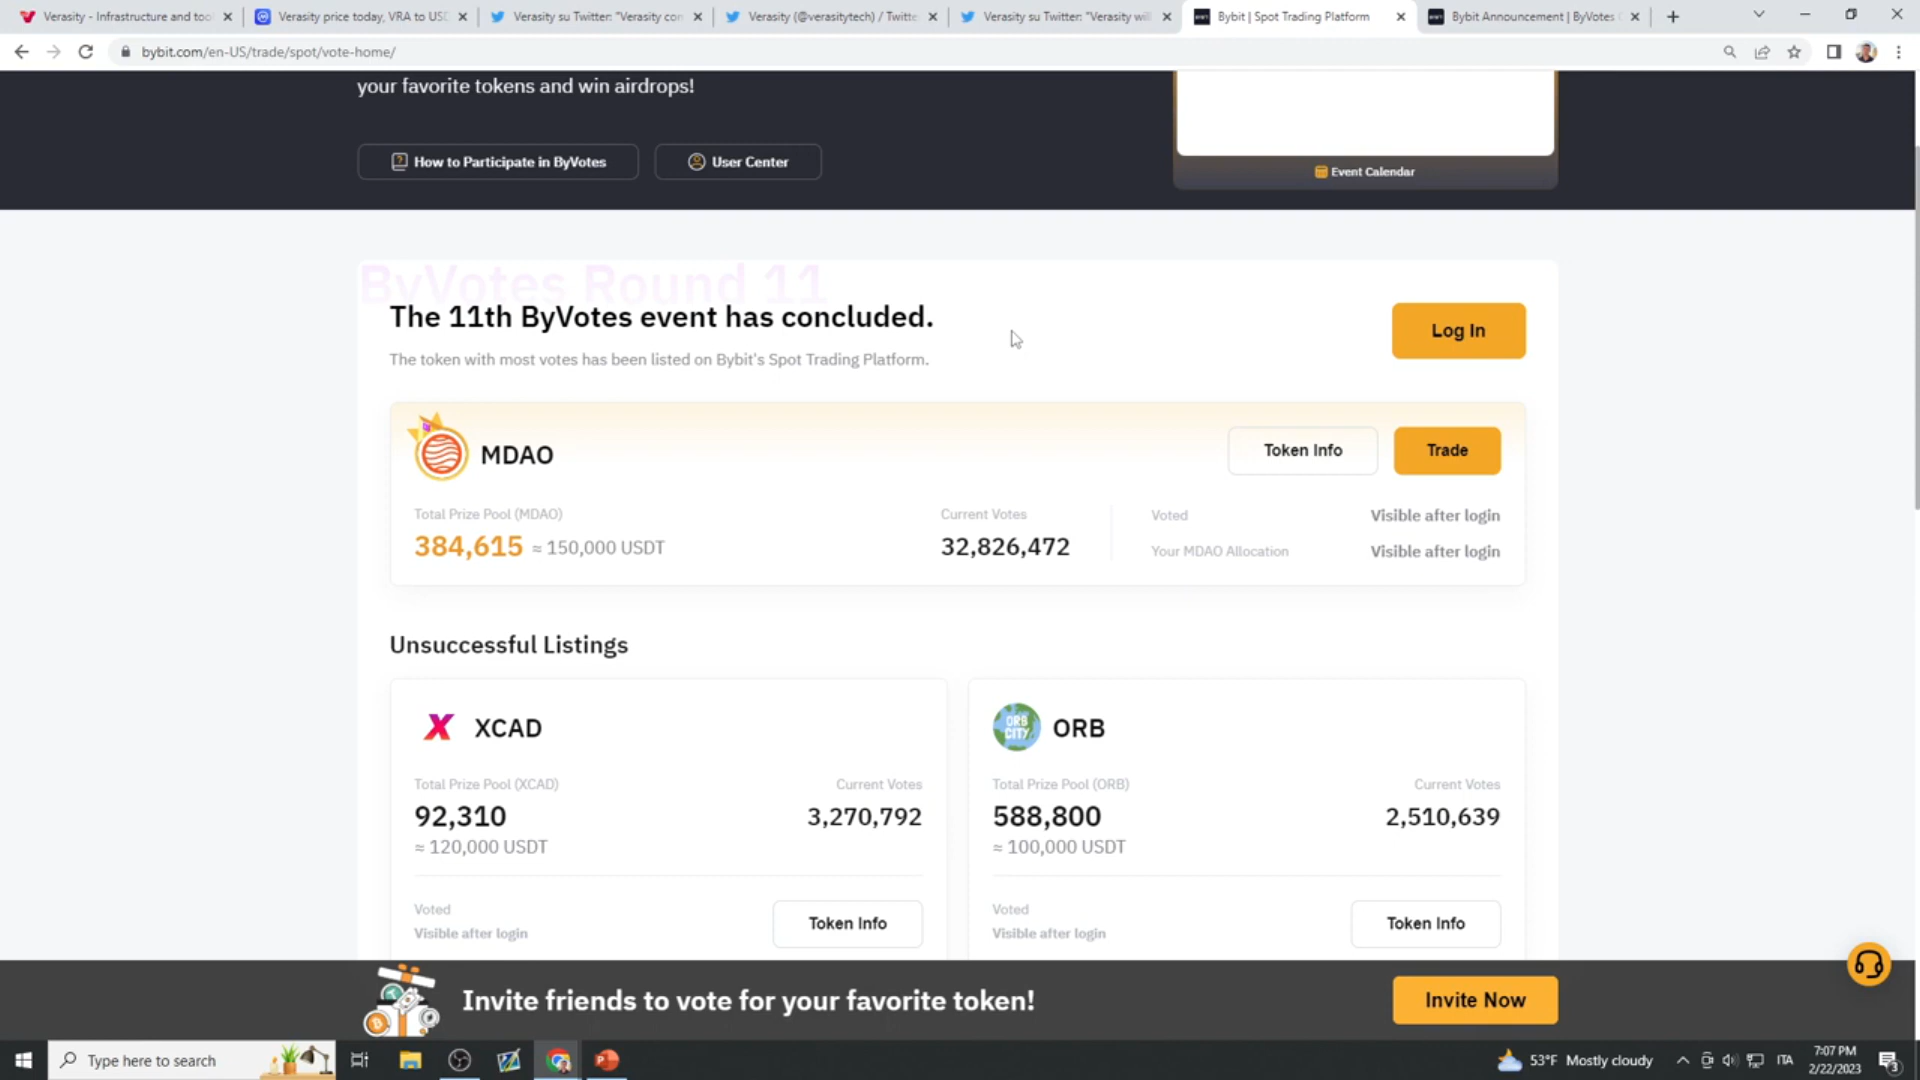 Verasity - Infrastructure and too
Verasity price today, VRA to USD
Verasity su Twitter: "Verasity con
Verasity (@verasitytech) / Twitte
Verasity su Twitter: "Verasity will
Bybit | Spot Trading Platform
Bybit Announcement | ByVotes
bybit.com/en-US/trade/spot/vote-home/
your favorite tokens and win airdrops!
How to Participate in ByVotes
User Center
Event Calendar
ByVotes Round 11
The 11th ByVotes event has concluded.
Log In
The token with most votes has been listed on Bybit's Spot Trading Platform.
MDAO
Token Info
Trade
Total Prize Pool (MDAO)
384,615 ≈ 150,000 USDT
Current Votes
32,826,472
Voted
Visible after login
Your MDAO Allocation
Visible after login
Unsuccessful Listings
XCAD
Total Prize Pool (XCAD)
Current Votes
92,310
3,270,792
≈ 120,000 USDT
Voted
Visible after login
Token Info
ORB CITY
ORB
Total Prize Pool (ORB)
Current Votes
588,800
2,510,639
≈ 100,000 USDT
Voted
Visible after login
Token Info
Invite friends to vote for your favorite token!
Invite Now
Type here to search
53°F Mostly cloudy
ITA
7:07 PM
2/22/2023
3